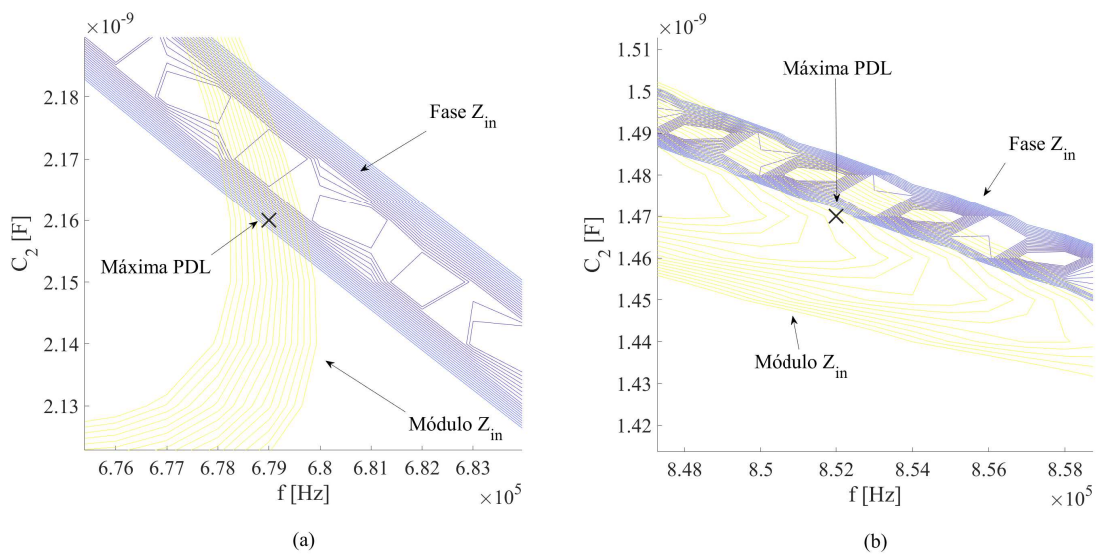 (a)
×10⁻⁹
2.18
2.17
2.16
2.15
2.14
2.13
C₂ [F]
Fase Zᵢₙ
Máxima PDL
Módulo Zᵢₙ
6.76 6.77 6.78 6.79 6.8 6.81 6.82 6.83
×10⁵
f [Hz]
(a)
(b)
×10⁻⁹
1.51
1.5
1.49
1.48
1.47
1.46
1.45
1.44
1.43
1.42
C₂ [F]
Máxima PDL
Fase Zᵢₙ
Módulo Zᵢₙ
8.48 8.5 8.52 8.54 8.56 8.58
×10⁵
f [Hz]
(b)